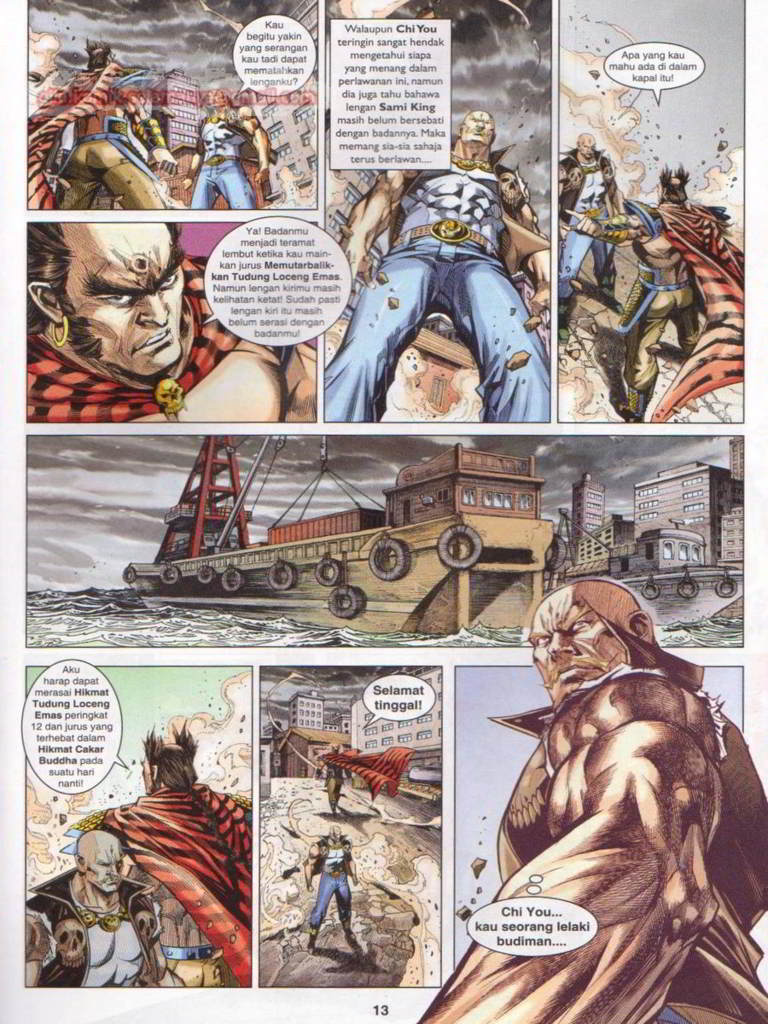 Kau
begitu yakin
yang serangan
kau tadi dapat
mematahkan
lenganku?
Walaupun Chi You
teringin sangat hendak
mengetahui siapa
yang menang dalam
perlawanan ini, namun
dia juga tahu bahawa
lengan Sami King
masih belum bersebati
dengan badannya. Maka
memang sia-sia sahaja
terus berlawan....
Apa yang kau
mahu ada di dalam
kapal itu!
Ya! Badanmu
menjadi teramat
lembut ketika kau main-
kan jurus Memutarbalik-
kan Tudung Loceng Emas.
Namun lengan kirimu masih
kelihatan ketat! Sudah pasti
lengan kiri itu masih
belum serasi dengan
badanmu!
Aku
harap dapat
merasai Hikmat
Tudung Loceng
Emas peringkat
12 dan jurus yang
terhebat dalam
Hikmat Cakar
Buddha pada
suatu hari
nanti!
Selamat
tinggal!
Chi You...
kau seorang lelaki
budiman....
13